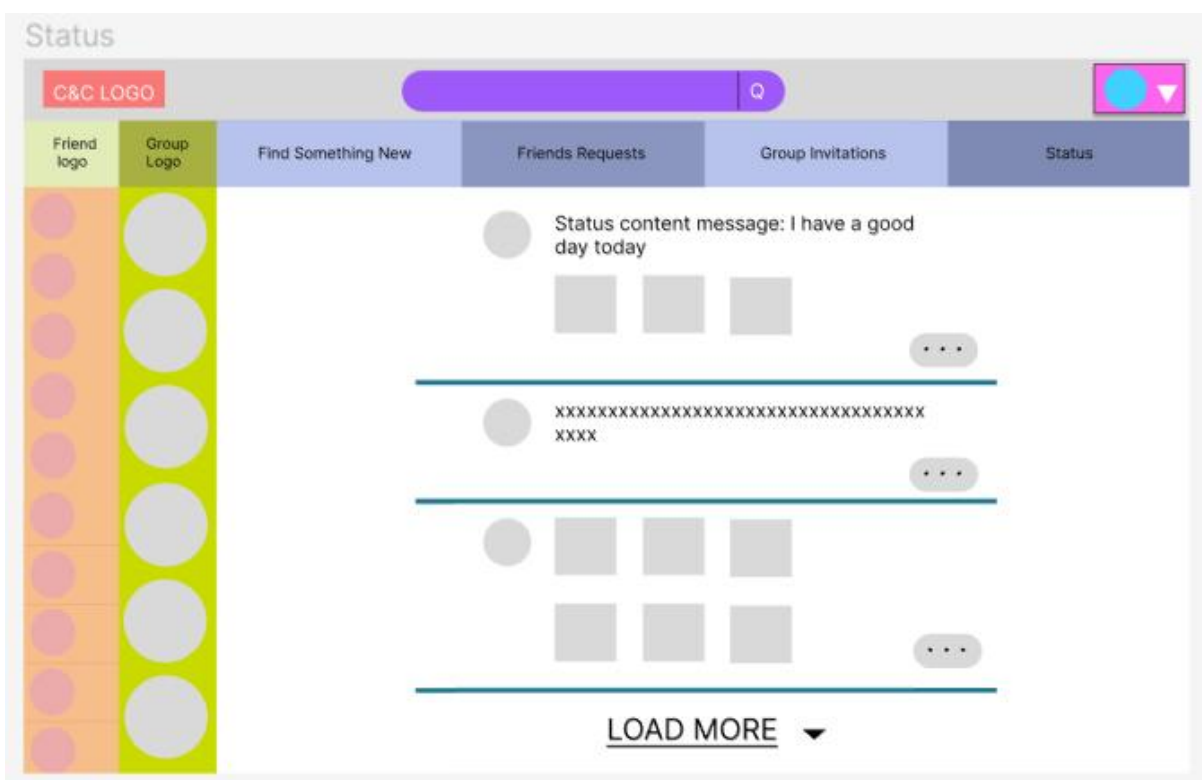 Status
C&C LOGO
Q
Friend
logo
Group
Logo
Find Something New
Friends Requests
Group Invitations
Status
Status content message: I have a good
day today
. . .
xxxxxxxxxxxxxxxxxxxxxxxxxxxxxxxxxxx
xxxx
. . .
. . .
LOAD MORE